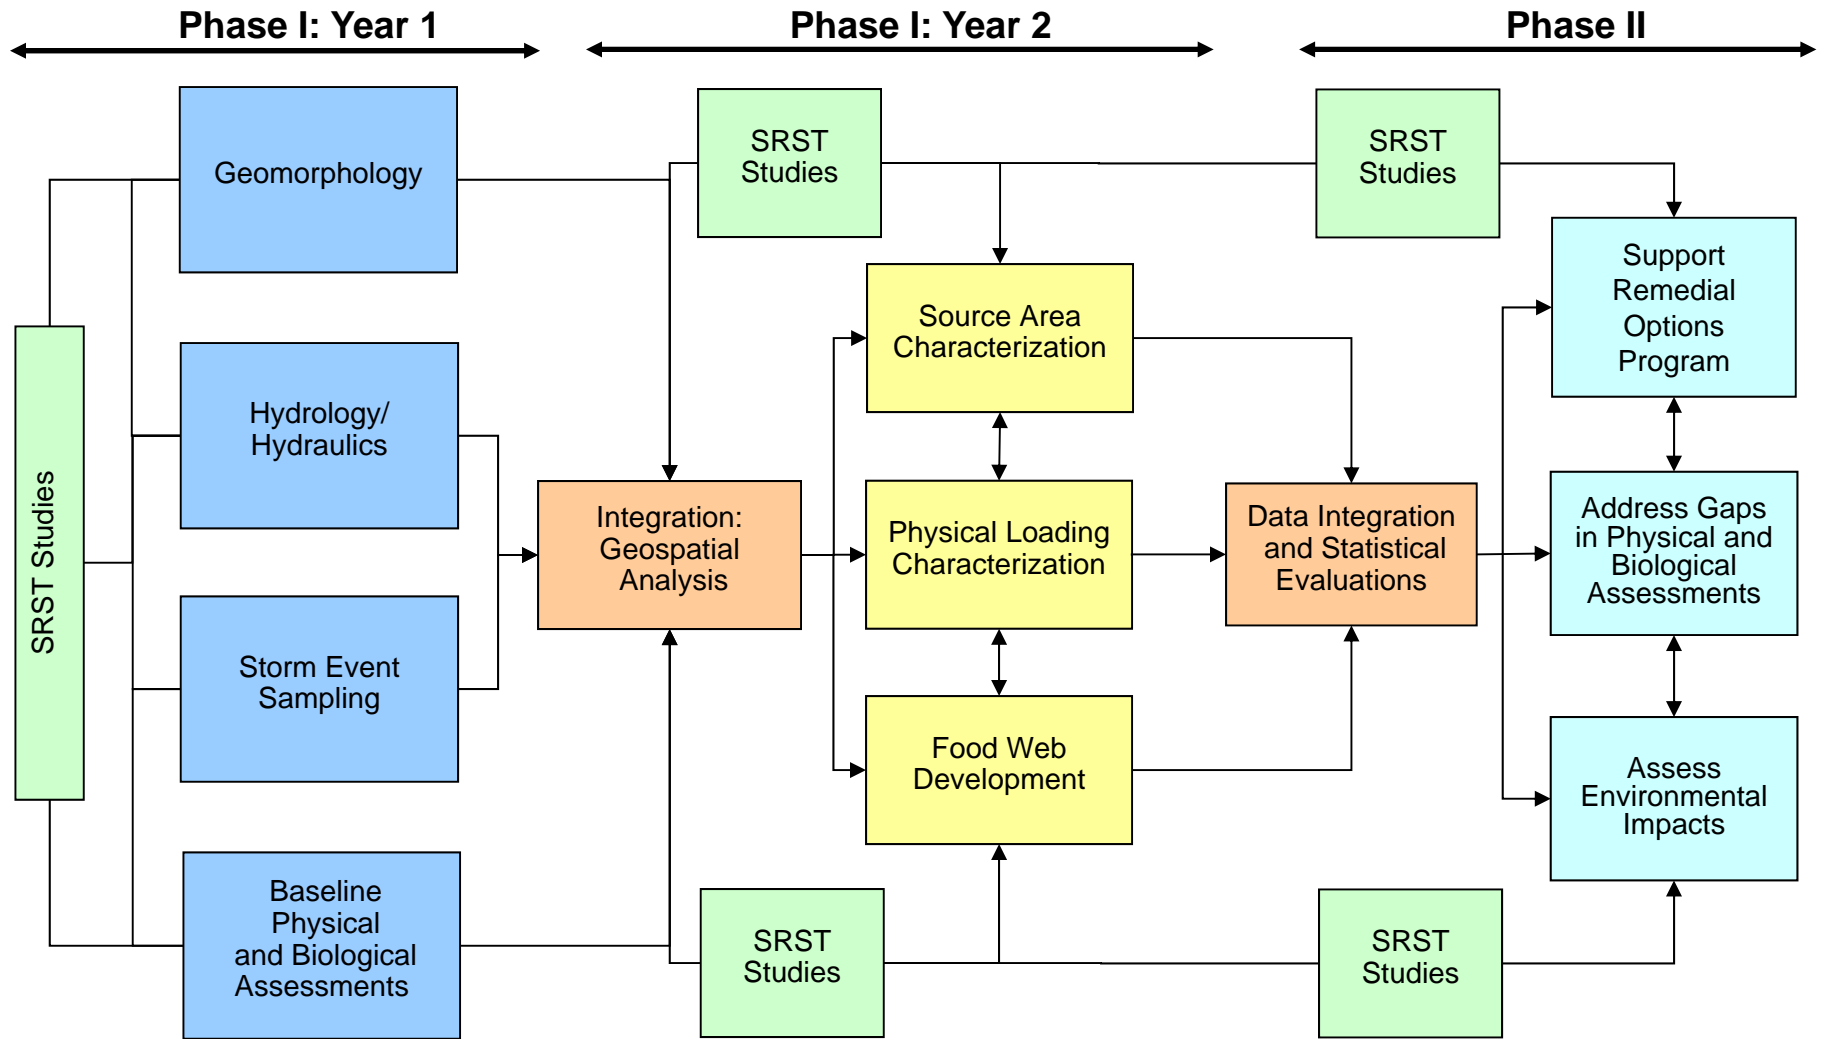 Phase I: Year 1
Phase I: Year 2
Phase II
SRST Studies
Geomorphology
Hydrology/
Hydraulics
Storm Event
Sampling
Baseline
Physical
and Biological
Assessments
Integration:
Geospatial
Analysis
SRST
Studies
Source Area
Characterization
Physical Loading
Characterization
Food Web
Development
SRST
Studies
Data Integration
and Statistical
Evaluations
SRST
Studies
Support
Remedial
Options
Program
Address Gaps
in Physical and
Biological
Assessments
Assess
Environmental
Impacts
SRST
Studies